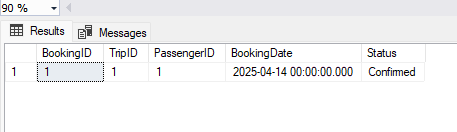 90 %
Results Messages
BookingID TripID PassengerID BookingDate Status
1 1 1 1 2025-04-14 00:00:00.000 Confirmed